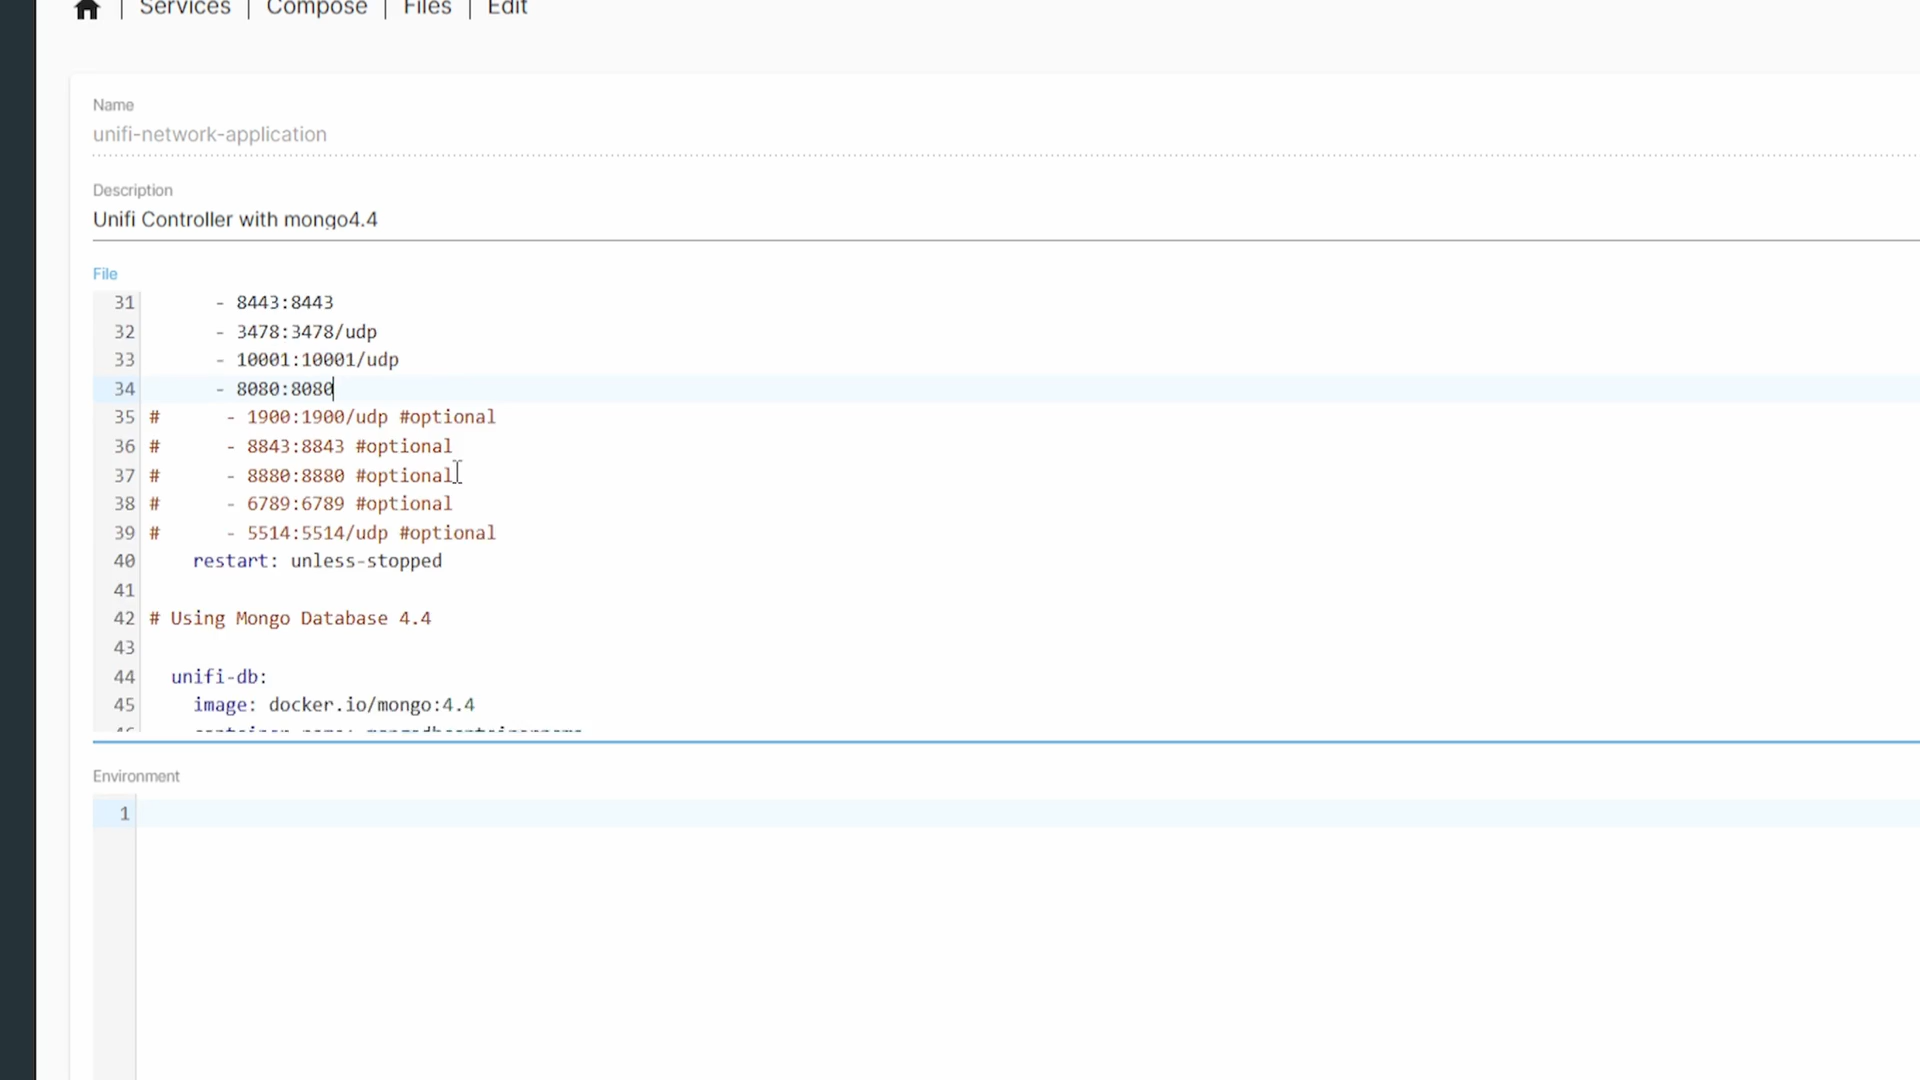 Services | Compose | Files | Edit
Name
unifi-network-application
Description
Unifi Controller with mongo4.4
File
31 - 8443:8443
32 - 3478:3478/udp
33 - 10001:10001/udp
34 - 8080:8080
35 # - 1900:1900/udp #optional
36 # - 8843:8843 #optional
37 # - 8880:8880 #optional
38 # - 6789:6789 #optional
39 # - 5514:5514/udp #optional
40 restart: unless-stopped
41
42 # Using Mongo Database 4.4
43
44 unifi-db:
45 image: docker.io/mongo:4.4
Environment
1